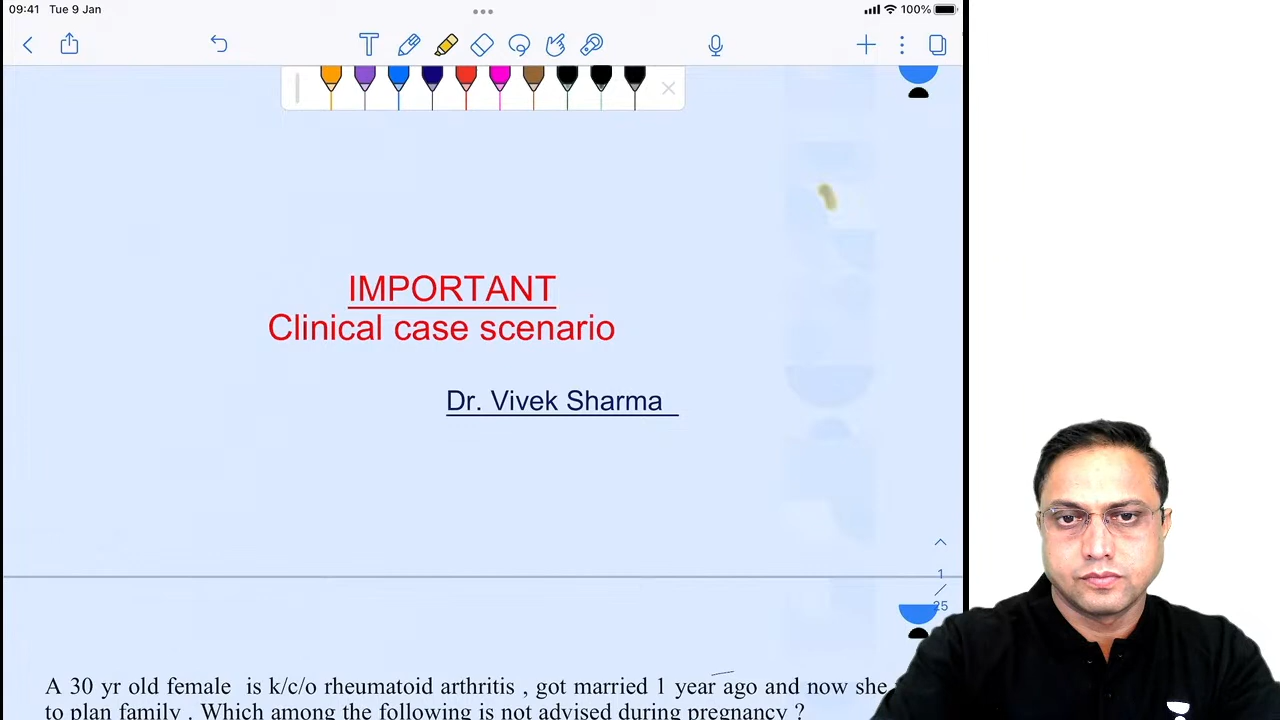 09:41 Tue 9 Jan
100%
T
IMPORTANT
Clinical case scenario
Dr. Vivek Sharma
1
25
A 30 yr old female is k/c/o rheumatoid arthritis , got married 1 year ago and now she
to plan family . Which among the following is not advised during pregnancy ?